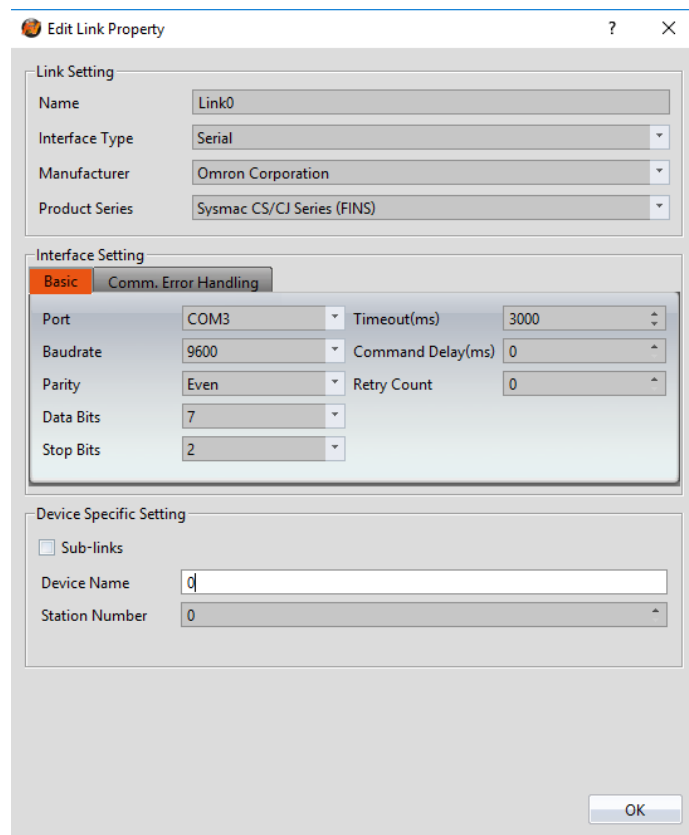 Edit Link Property ?
Link Setting
Name Link0
Interface Type Serial
Manufacturer Omron Corporation
Product Series Sysmac CS/CJ Series (FINS)
Interface Setting
Basic Comm. Error Handling
Port COM3 Timeout(ms) 3000
Baudrate 9600 Command Delay(ms) 0
Parity Even Retry Count 0
Data Bits 7
Stop Bits 2
Device Specific Setting
Sub-links
Device Name 0
Station Number 0
OK